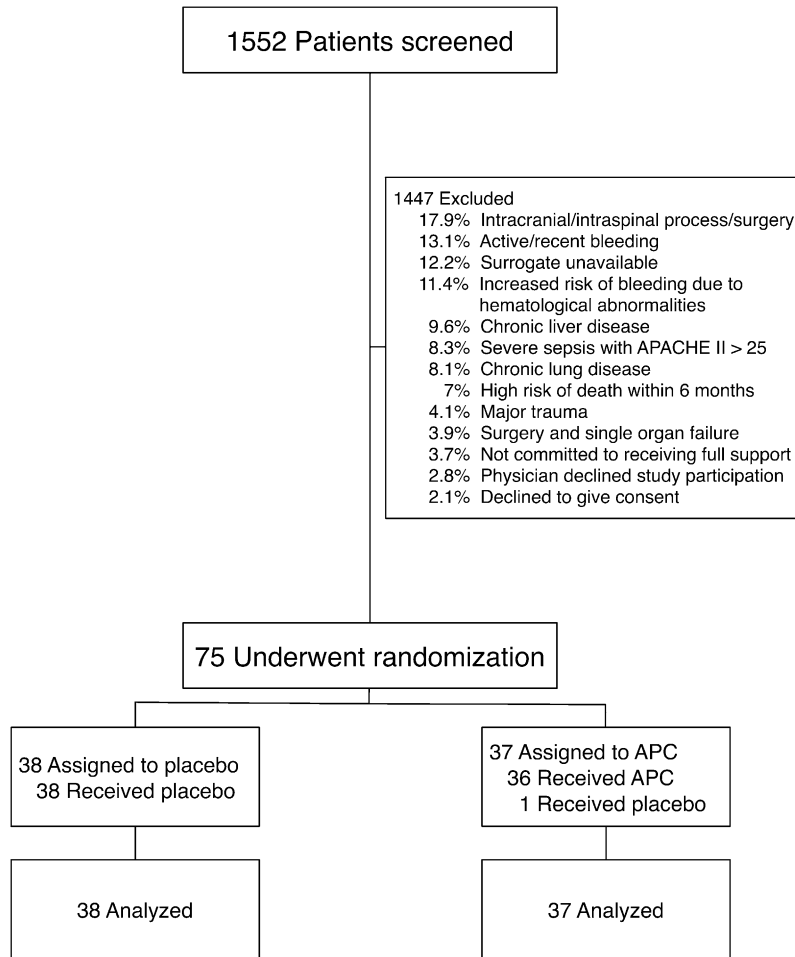 1552 Patients screened
1447 Excluded
17.9% Intracranial/intraspinal process/surgery
13.1% Active/recent bleeding
12.2% Surrogate unavailable
11.4% Increased risk of bleeding due to
hematological abnormalities
9.6% Chronic liver disease
8.3% Severe sepsis with APACHE II > 25
8.1% Chronic lung disease
7% High risk of death within 6 months
4.1% Major trauma
3.9% Surgery and single organ failure
3.7% Not committed to receiving full support
2.8% Physician declined study participation
2.1% Declined to give consent
75 Underwent randomization
38 Assigned to placebo
38 Received placebo
37 Assigned to APC
36 Received APC
1 Received placebo
38 Analyzed
37 Analyzed